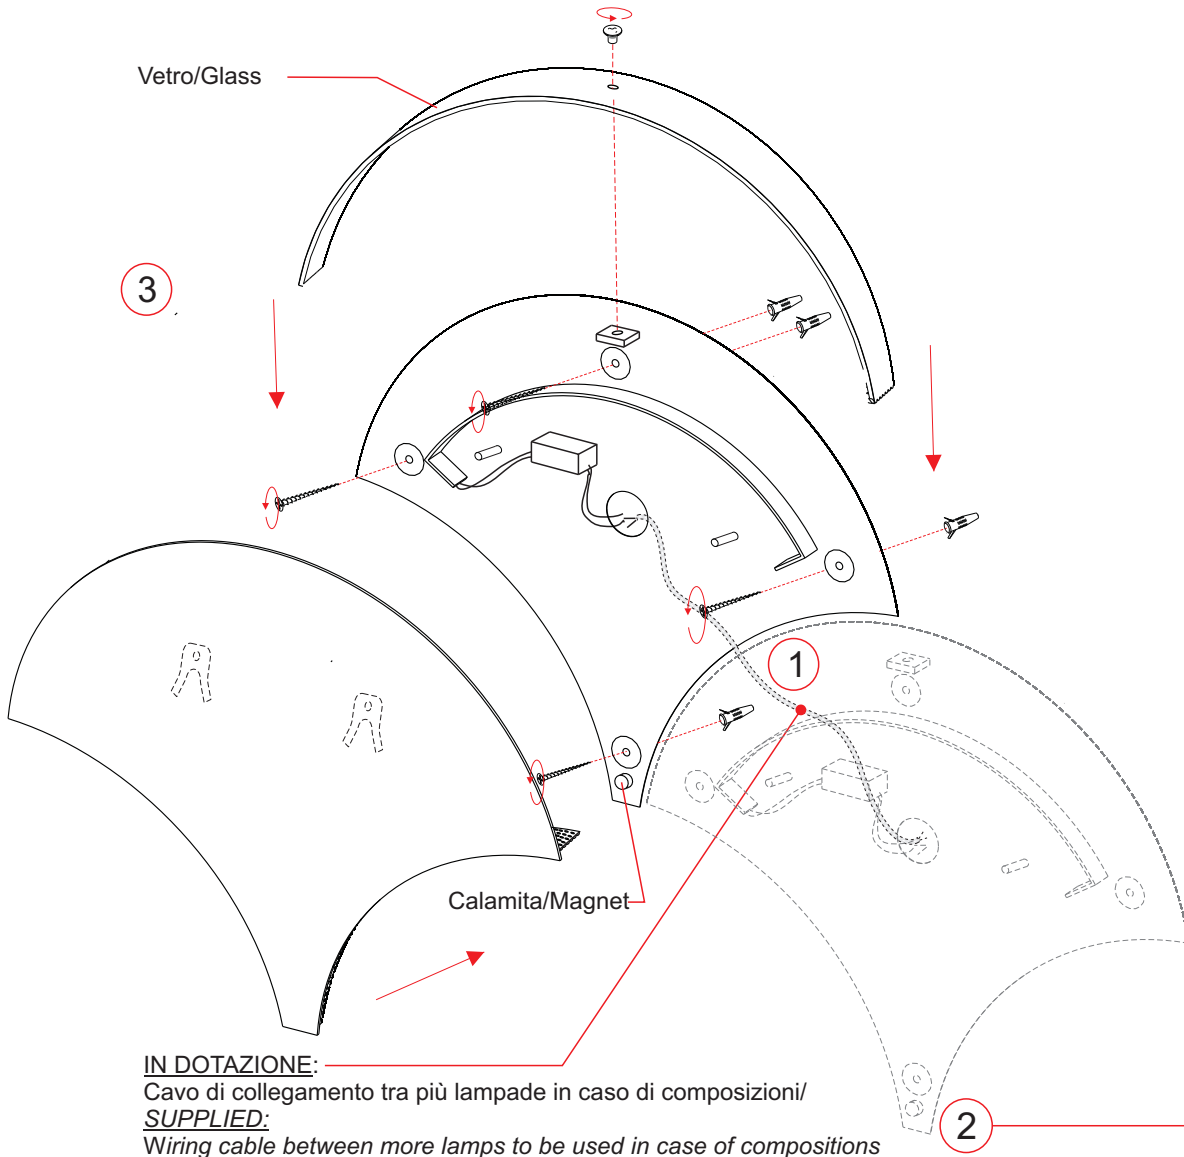 Vetro/Glass
3
1
Calamita/Magnet
IN DOTAZIONE:
Cavo di collegamento tra più lampade in caso di composizioni/
SUPPLIED:
Wiring cable between more lamps to be used in case of compositions
2